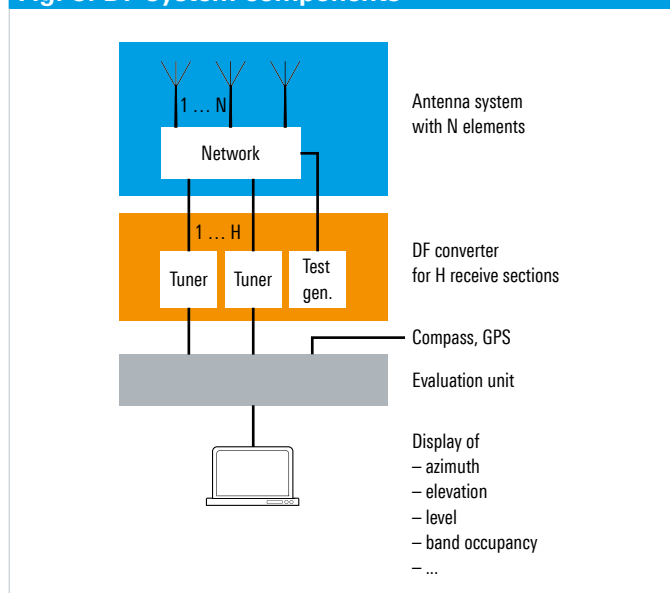 1 … N
Network
Antenna system
with N elements
1 … H
Tuner
Tuner
Test
gen.
DF converter
for H receive sections
Compass, GPS
Evaluation unit
Display of
– azimuth
– elevation
– level
– band occupancy
– ...